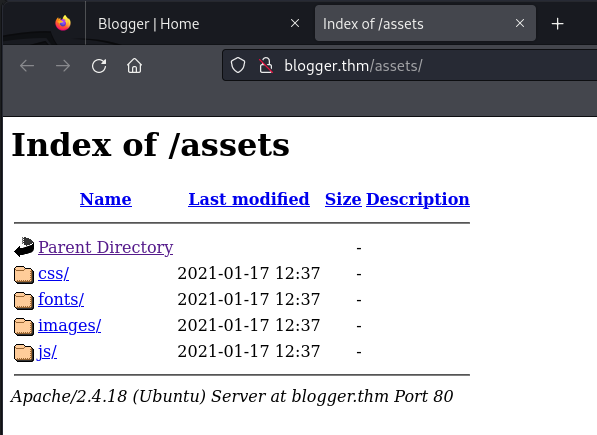 Blogger | Home
Index of /assets
blogger.thm/assets/
Index of /assets
Name Last modified Size Description
Parent Directory -
css/ 2021-01-17 12:37 -
fonts/ 2021-01-17 12:37 -
images/ 2021-01-17 12:37 -
js/ 2021-01-17 12:37 -
Apache/2.4.18 (Ubuntu) Server at blogger.thm Port 80